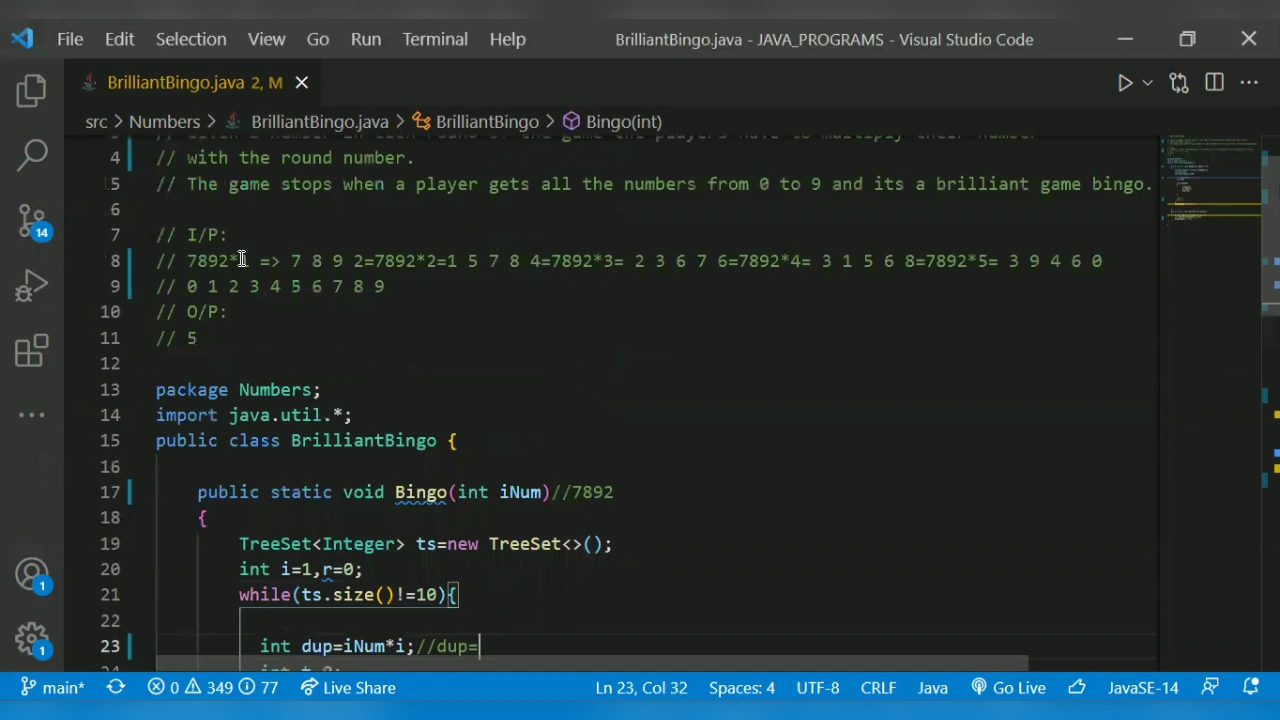 File Edit Selection View Go Run Terminal Help BrilliantBingo.java - JAVA_PROGRAMS - Visual Studio Code
BrilliantBingo.java 2, M
src > Numbers > BrilliantBingo.java > BrilliantBingo > Bingo(int)
4 // with the round number.
5 // The game stops when a player gets all the numbers from 0 to 9 and its a brilliant game bingo.
6
7 // I/P:
8 // 7892*1 => 7 8 9 2=7892*2=1 5 7 8 4=7892*3= 2 3 6 7 6=7892*4= 3 1 5 6 8=7892*5= 3 9 4 6 0
9 // 0 1 2 3 4 5 6 7 8 9
10 // O/P:
11 // 5
12
13 package Numbers;
14 import java.util.*;
15 public class BrilliantBingo {
16
17 public static void Bingo(int iNum)//7892
18 {
19 TreeSet<Integer> ts=new TreeSet<>();
20 int i=1,r=0;
21 while(ts.size()!=10){
22
23 int dup=iNum*i;//dup=
14
1
1
main* 0 349 77 Live Share Ln 23, Col 32 Spaces: 4 UTF-8 CRLF Java Go Live JavaSE-14